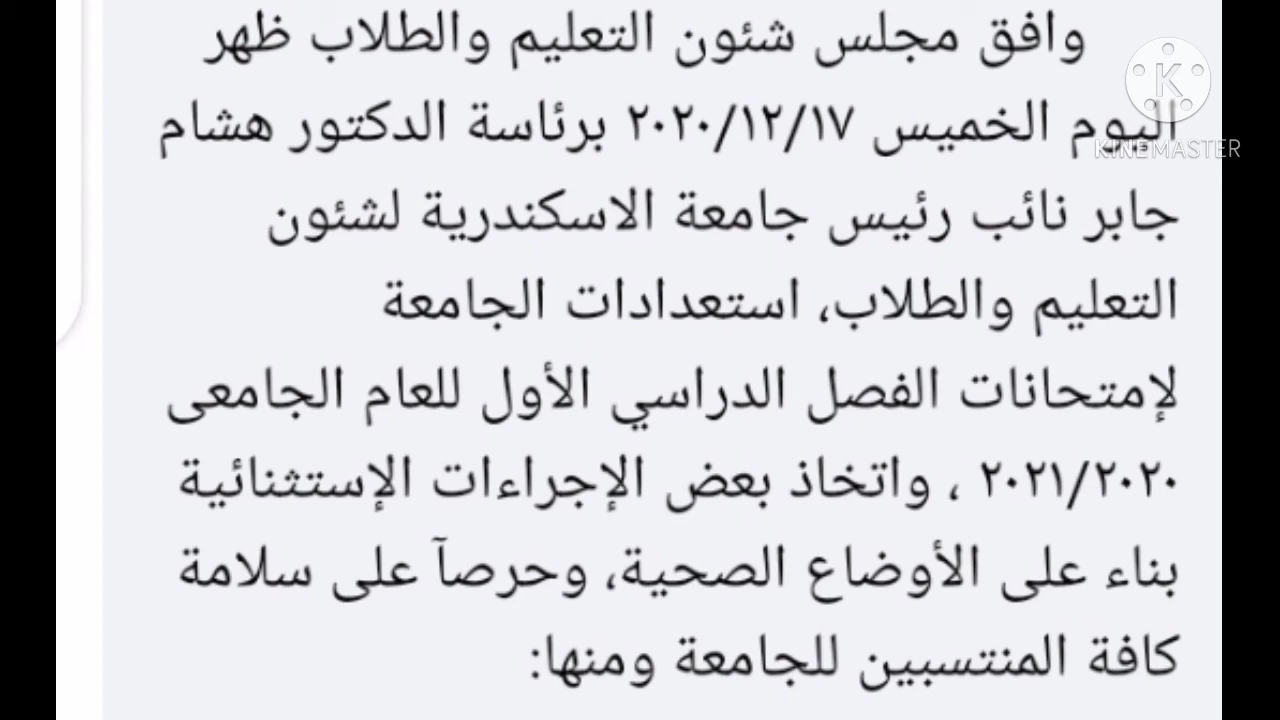 وافق مجلس شئون التعليم والطلاب ظهر
اليوم الخميس ٢٠٢٠/١٢/١٧ برئاسة الدكتور هشام
جابر نائب رئيس جامعة الاسكندرية لشئون
التعليم والطلاب، استعدادات الجامعة
لإمتحانات الفصل الدراسي الأول للعام الجامعى
٢٠٢١/٢٠٢٠ ، واتخاذ بعض الإجراءات الإستثنائية
بناء على الأوضاع الصحية، وحرصآ على سلامة
كافة المنتسبين للجامعة ومنها:
K
KINEMASTER